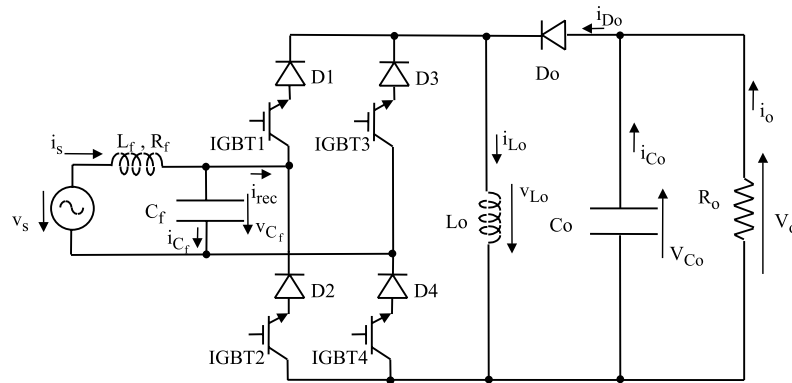 i_Do
Do
D1
D3
IGBT1
IGBT3
i_s
L_f , R_f
i_rec
v_s
C_f
i_Cf
v_Cf
i_Lo
v_Lo
Lo
i_Co
Co
V_Co
i_o
R_o
D2
D4
IGBT2
IGBT4